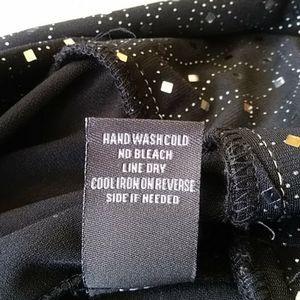 HAND WASH COLD
NO BLEACH
LINE DRY
COOL IRON ON REVERSE
SIDE IF NEEDED